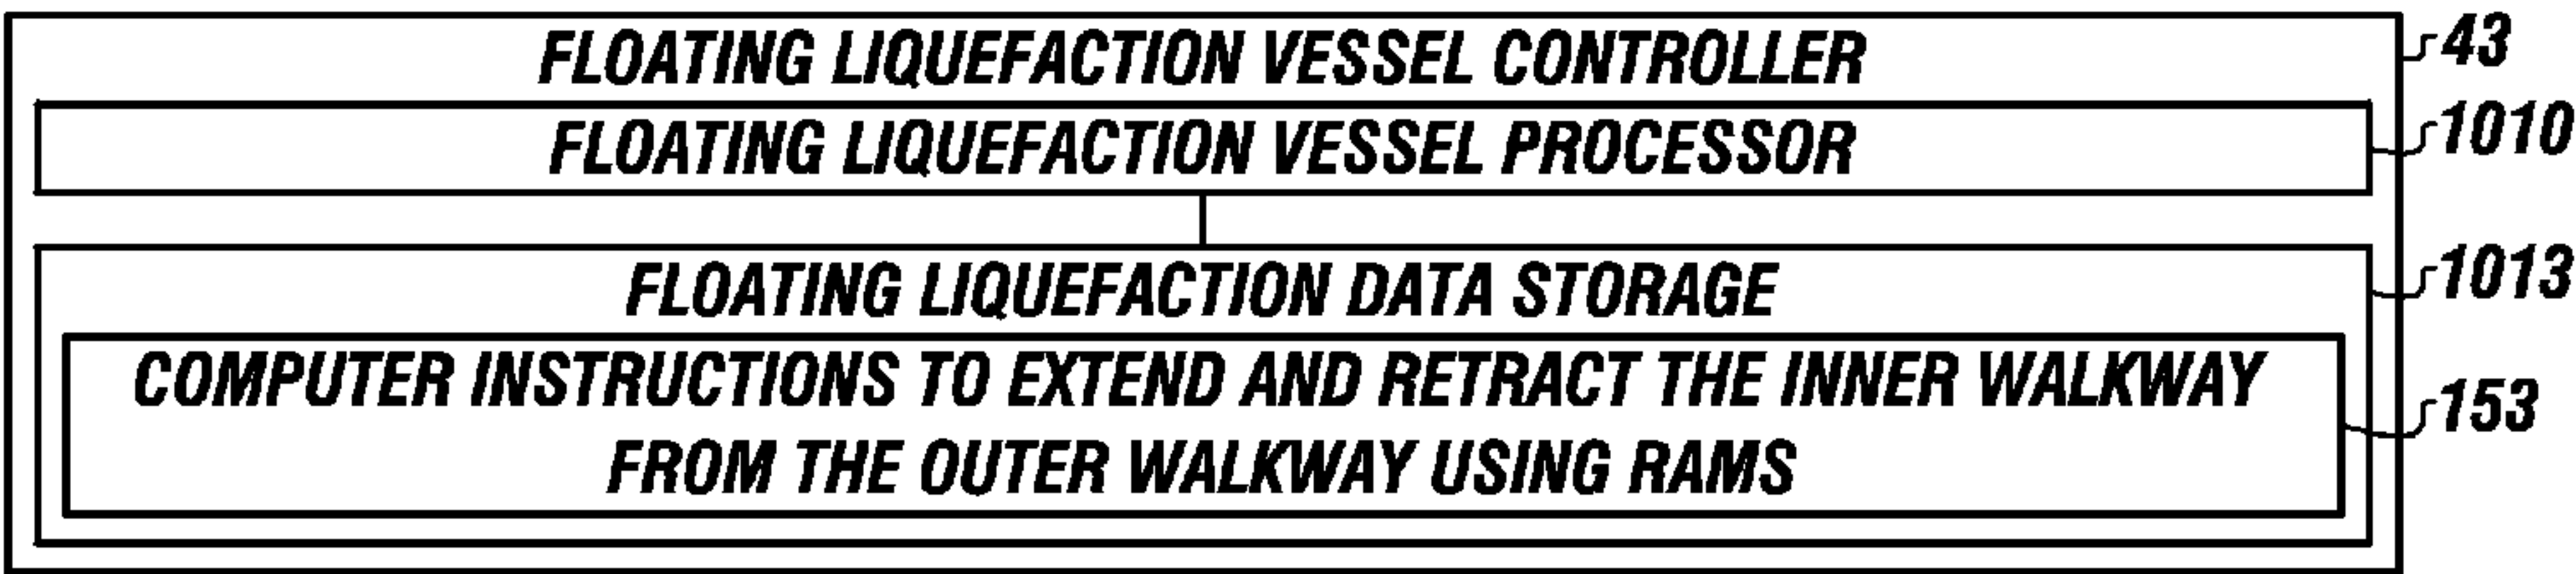 FLOATING LIQUEFACTION VESSEL CONTROLLER 43
FLOATING LIQUEFACTION VESSEL PROCESSOR 1010
FLOATING LIQUEFACTION DATA STORAGE 1013
COMPUTER INSTRUCTIONS TO EXTEND AND RETRACT THE INNER WALKWAY 153
FROM THE OUTER WALKWAY USING RAMS